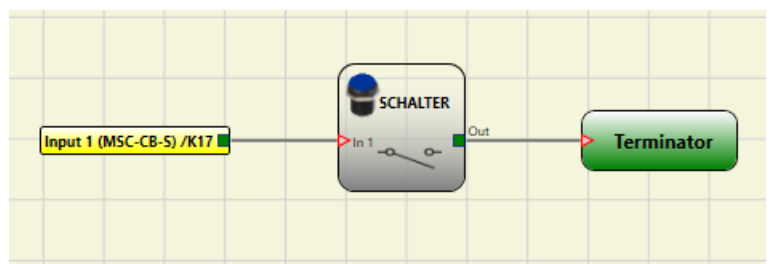 SCHALTER
Input 1 (MSC-CB-S) /K17
In 1
Out
Terminator